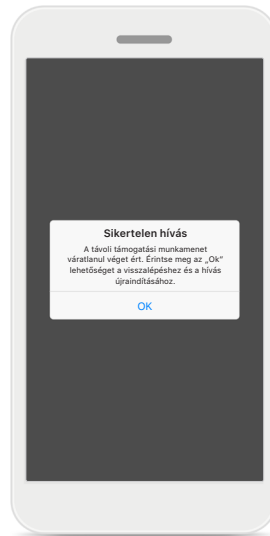 Sikertelen hívás
A távoli támogatási munkamenet
váratlanul véget ért. Érintse meg az „Ok”
lehetőséget a visszalépéshez és a hívás
újraindításához.
OK